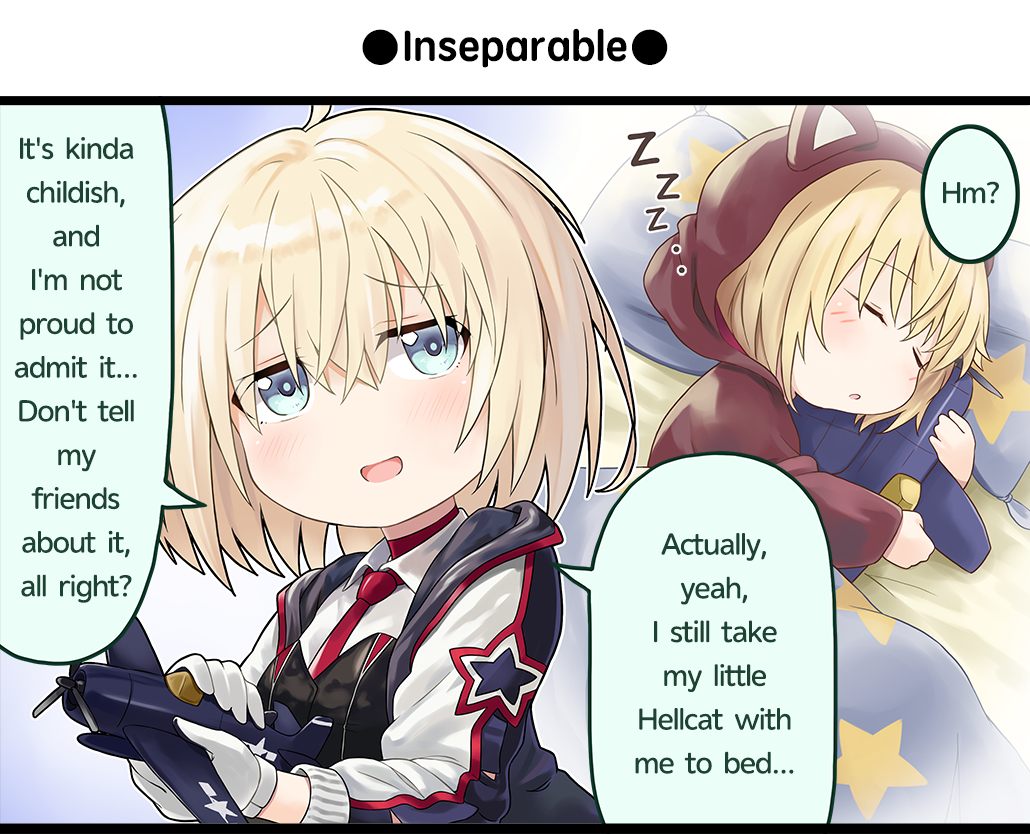 ●Inseparable●
Hm?
Z
Z
Z
Actually,
yeah,
I still take
my little
Hellcat with
me to bed...
It's kinda
childish,
and
I'm not
proud to
admit it...
Don't tell
my
friends
about it,
all right?